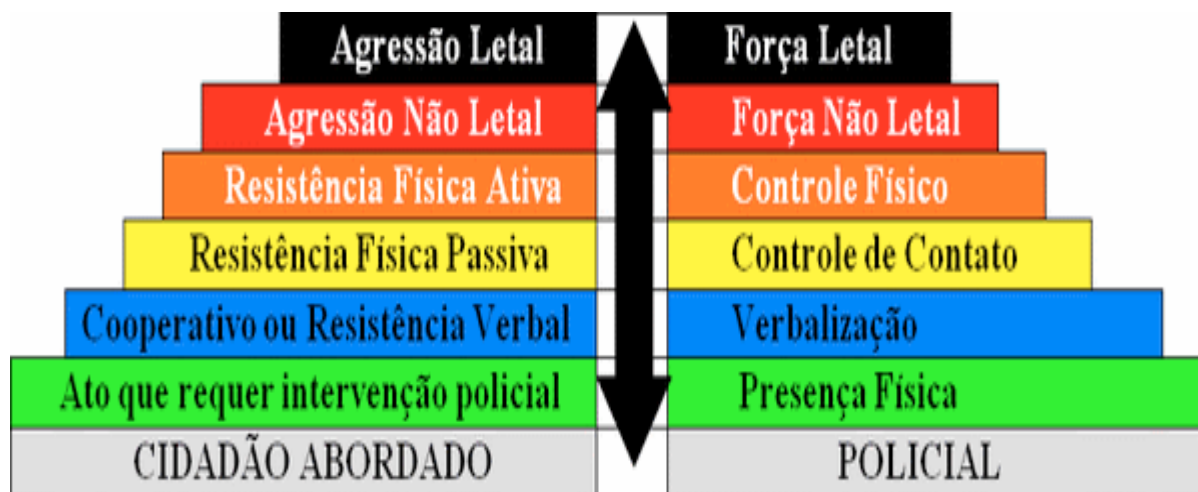 Agressão Letal
Força Letal
Agressão Não Letal
Força Não Letal
Resistência Física Ativa
Controle Físico
Resistência Física Passiva
Controle de Contato
Cooperativo ou Resistência Verbal
Verbalização
Ato que requer intervenção policial
Presença Física
CIDADÃO ABORDADO
POLICIAL